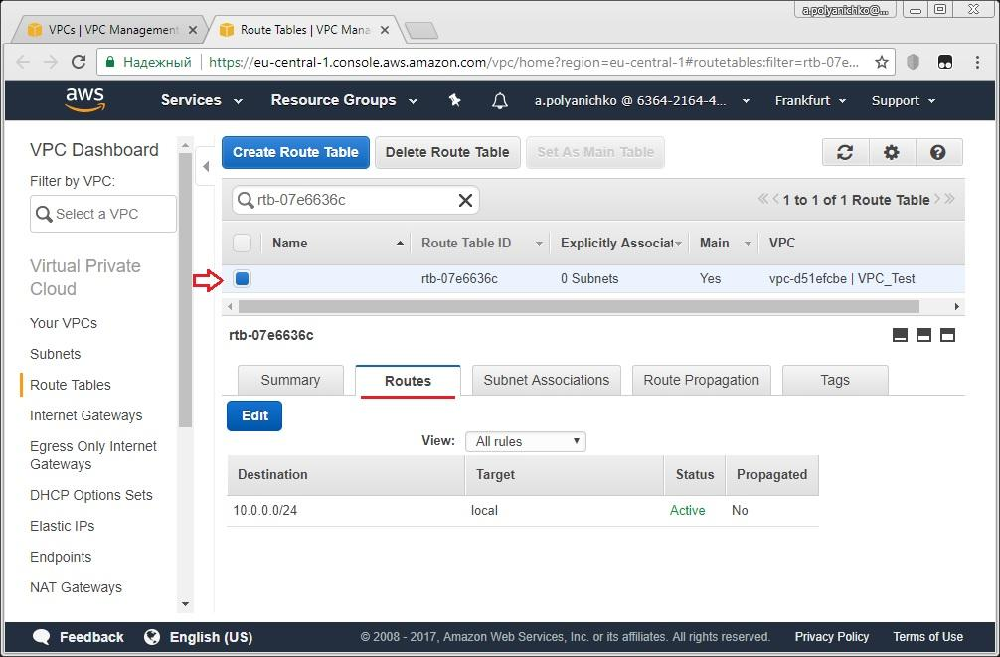 a.polyanichko@...
VPCs | VPC Management
Route Tables | VPC Mana
Надежный
https://eu-central-1.console.aws.amazon.com/vpc/home?region=eu-central-1#routetables:filter=rtb-07e...
aws
Services
Resource Groups
a.polyanichko @ 6364-2164-4...
Frankfurt
Support
VPC Dashboard
Filter by VPC:
Select a VPC
Virtual Private
Cloud
Your VPCs
Subnets
Route Tables
Internet Gateways
Egress Only Internet
Gateways
DHCP Options Sets
Elastic IPs
Endpoints
NAT Gateways
Create Route Table
Delete Route Table
Set As Main Table
rtb-07e6636c
1 to 1 of 1 Route Table
Name Route Table ID Explicitly Associat Main VPC
rtb-07e6636c 0 Subnets Yes vpc-d51efcbe | VPC_Test
rtb-07e6636c
Summary Routes Subnet Associations Route Propagation Tags
Edit
View: All rules
Destination Target Status Propagated
10.0.0.0/24 local Active No
Feedback
English (US)
© 2008 - 2017, Amazon Web Services, Inc. or its affiliates. All rights reserved.
Privacy Policy
Terms of Use